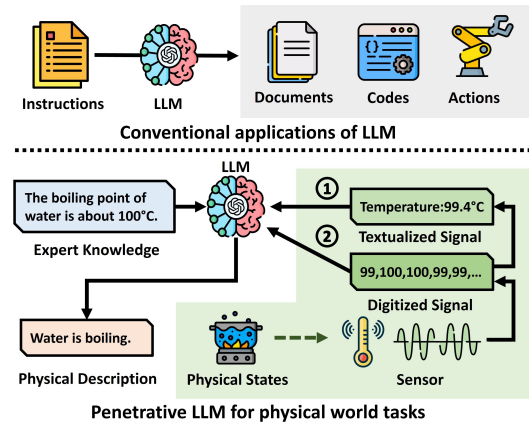 Instructions
LLM
Documents
Codes
Actions
Conventional applications of LLM
LLM
The boiling point of
water is about 100°C.
Expert Knowledge
①
Temperature:99.4°C
Textualized Signal
②
99,100,100,99,99,...
Digitized Signal
Water is boiling.
Physical Description
Physical States
Sensor
Penetrative LLM for physical world tasks